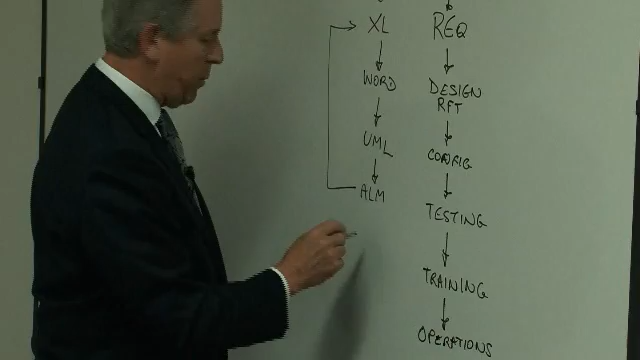 XL
WORD
UML
ALM
REQ
DESIGN
RFT
CONFIG
TESTING
TRAINING
OPERATIONS